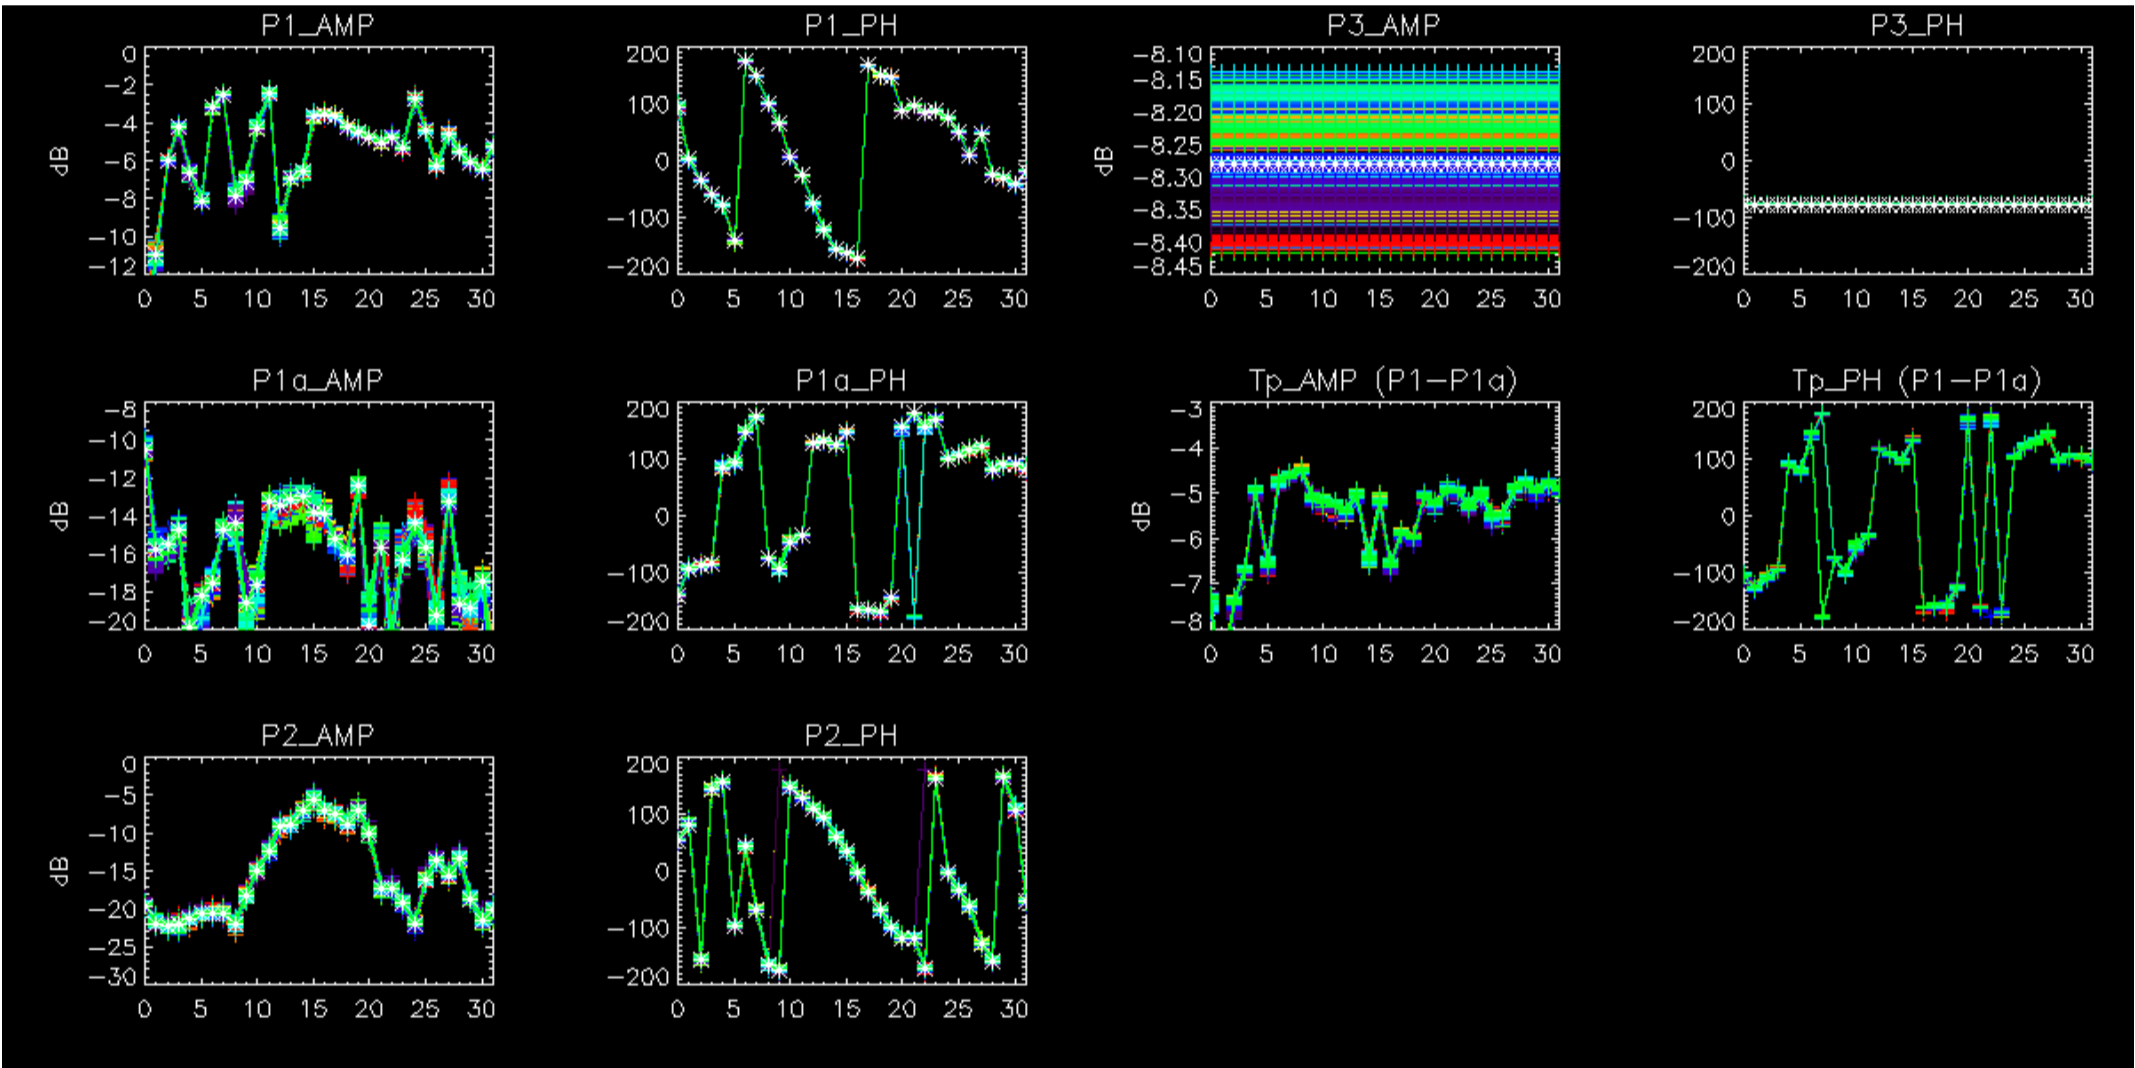 P1_AMP
0
-2
-4
-6
-8
-10
-12
dB
0 5 10 15 20 25 30
P1_PH
200
100
0
-100
-200
0 5 10 15 20 25 30
P3_AMP
-8.10
-8.15
-8.20
-8.25
-8.30
-8.35
-8.40
-8.45
dB
0 5 10 15 20 25 30
P3_PH
200
100
0
-100
-200
0 5 10 15 20 25 30
P1a_AMP
-8
-10
-12
-14
-16
-18
-20
dB
0 5 10 15 20 25 30
P1a_PH
200
100
0
-100
-200
0 5 10 15 20 25 30
Tp_AMP (P1-P1a)
-3
-4
-5
-6
-7
-8
dB
0 5 10 15 20 25 30
Tp_PH (P1-P1a)
200
100
0
-100
-200
0 5 10 15 20 25 30
P2_AMP
0
-5
-10
-15
-20
-25
-30
dB
0 5 10 15 20 25 30
P2_PH
200
100
0
-100
-200
0 5 10 15 20 25 30